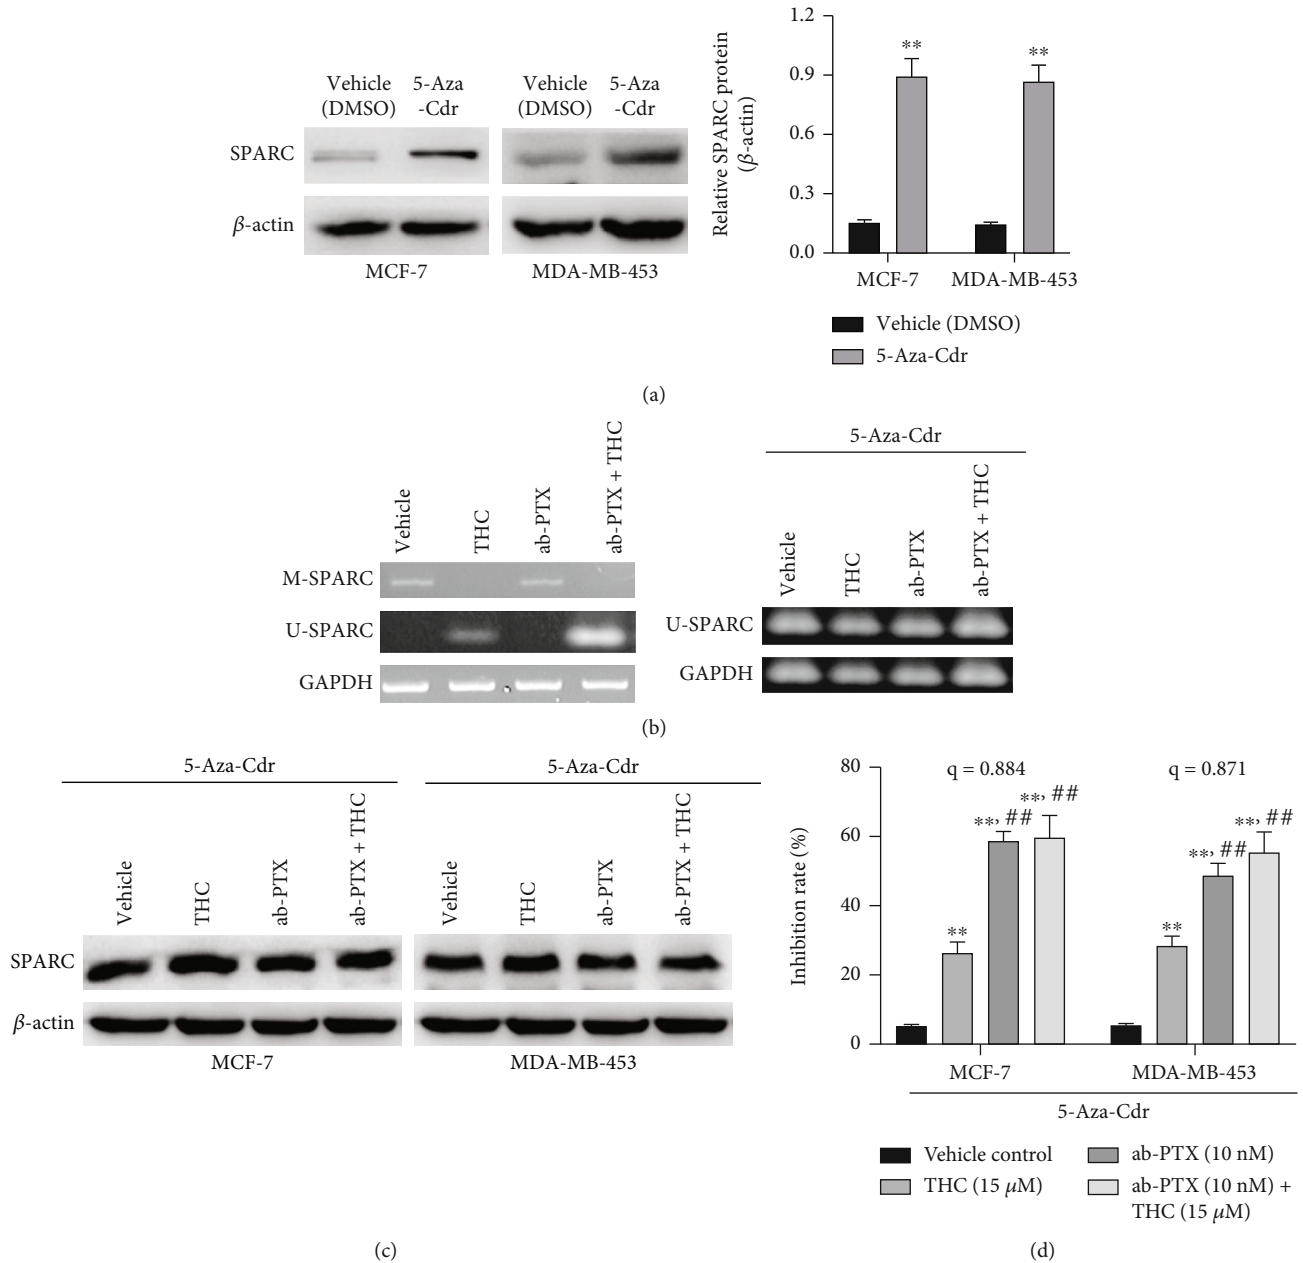 Vehicle
(DMSO)
5-Aza
-Cdr
Vehicle
(DMSO)
5-Aza
-Cdr
SPARC
β-actin
MCF-7
MDA-MB-453
Relative SPARC protein
(β-actin)
1.2
0.9
0.6
0.3
0.0
**
**
MCF-7
MDA-MB-453
Vehicle (DMSO)
5-Aza-Cdr
(a)
Vehicle
THC
ab-PTX
ab-PTX + THC
M-SPARC
U-SPARC
GAPDH
5-Aza-Cdr
Vehicle
THC
ab-PTX
ab-PTX + THC
U-SPARC
GAPDH
(b)
5-Aza-Cdr
Vehicle
THC
ab-PTX
ab-PTX + THC
5-Aza-Cdr
Vehicle
THC
ab-PTX
ab-PTX + THC
SPARC
β-actin
MCF-7
MDA-MB-453
(c)
Inhibition rate (%)
80
60
40
20
0
q = 0.884
q = 0.871
**
**, ##
**, ##
**
**, ##
**, ##
MCF-7
MDA-MB-453
5-Aza-Cdr
Vehicle control
THC (15 μM)
ab-PTX (10 nM)
ab-PTX (10 nM) +
THC (15 μM)
(d)